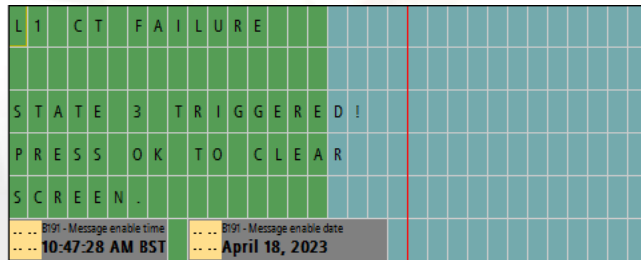 L1 CT FAILURE
STATE 3 TRIGGERED!
PRESS OK TO CLEAR
SCREEN.
-- -- B191 - Message enable time -- -- B191 - Message enable date
-- -- 10:47:28 AM BST -- -- April 18, 2023